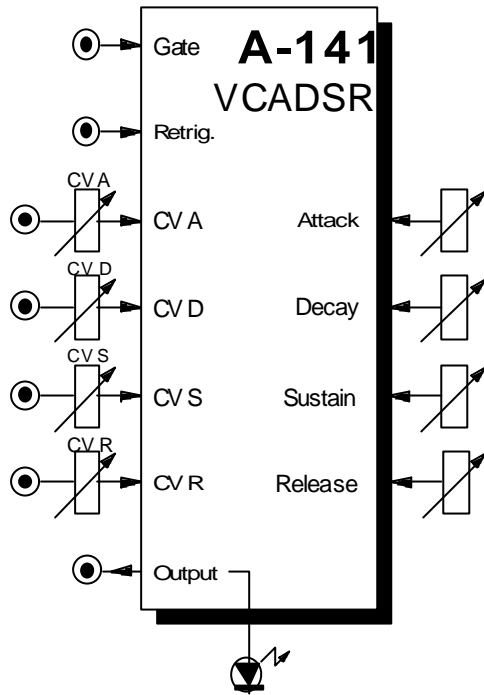 Gate A-141
VCADSR
Retrig.
CV A
CV A Attack
CV D
CV D Decay
CV S
CV S Sustain
CV R
CV R Release
Output